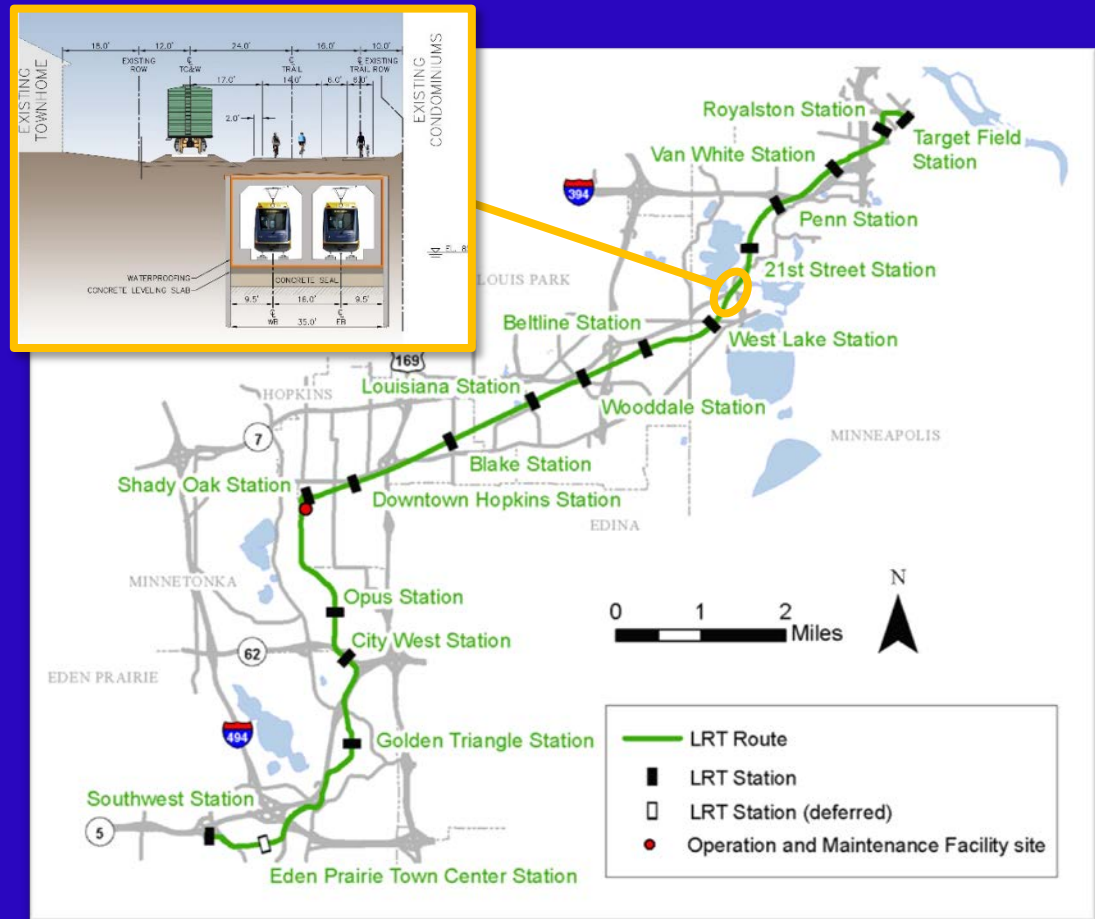 18.0'
12.0'
24.0'
16.0'
10.0'
EXISTING
ROW
℄
TC&W
℄
TRAIL
℄ EXISTING
TRAIL ROW
17.0'
14.0'
6.0'
2.0'
EXISTING
TOWNHOME
EXISTING
CONDOMINIUMS
WATERPROOFING
CONCRETE LEVELING SLAB
CONCRETE SEAL
9.5'
16.0'
9.5'
℄
WB
35.0'
℄
EB
Royalston Station
Target Field
Station
Van White Station
394
Penn Station
21st Street Station
LOUIS PARK
Beltline Station
West Lake Station
169
Louisiana Station
HOPKINS
Wooddale Station
7
MINNEAPOLIS
Blake Station
Shady Oak Station
Downtown Hopkins Station
EDINA
MINNETONKA
Opus Station
N
0 1 2
Miles
City West Station
62
EDEN PRAIRIE
494
Golden Triangle Station
LRT Route
LRT Station
LRT Station (deferred)
Operation and Maintenance Facility site
Southwest Station
5
Eden Prairie Town Center Station